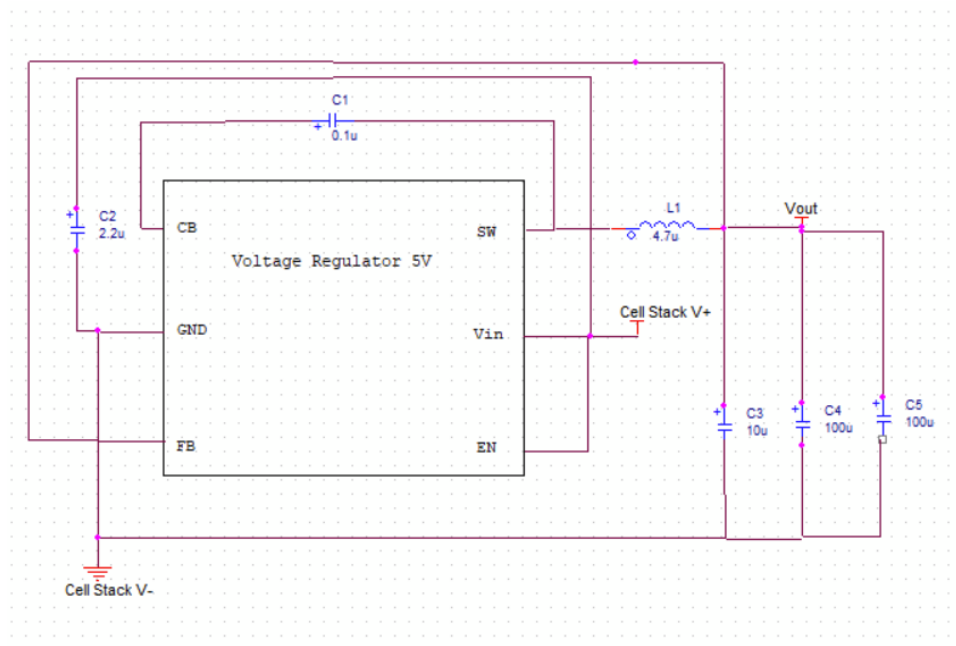 C1
0.1u
C2
2.2u
CB
SW
L1
4.7u
Vout
Voltage Regulator 5V
Cell Stack V+
GND
Vin
C3
10u
C4
100u
C5
100u
FB
EN
Cell Stack V-
+
+
+
+
+